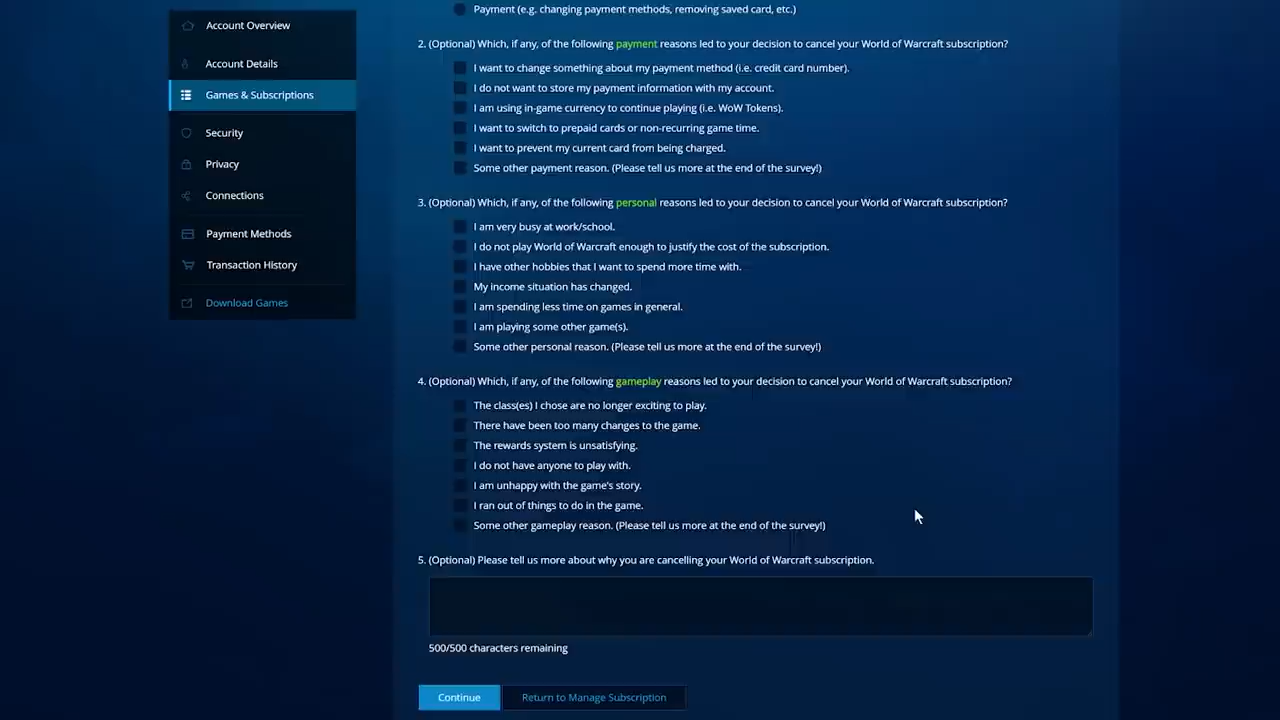 Account Overview
Account Details
Games & Subscriptions
Security
Privacy
Connections
Payment Methods
Transaction History
Download Games
Payment (e.g. changing payment methods, removing saved card, etc.)
2. (Optional) Which, if any, of the following payment reasons led to your decision to cancel your World of Warcraft subscription?
I want to change something about my payment method (i.e. credit card number).
I do not want to store my payment information with my account.
I am using in-game currency to continue playing (i.e. WoW Tokens).
I want to switch to prepaid cards or non-recurring game time.
I want to prevent my current card from being charged.
Some other payment reason. (Please tell us more at the end of the survey!)
3. (Optional) Which, if any, of the following personal reasons led to your decision to cancel your World of Warcraft subscription?
I am very busy at work/school.
I do not play World of Warcraft enough to justify the cost of the subscription.
I have other hobbies that I want to spend more time with.
My income situation has changed.
I am spending less time on games in general.
I am playing some other game(s).
Some other personal reason. (Please tell us more at the end of the survey!)
4. (Optional) Which, if any, of the following gameplay reasons led to your decision to cancel your World of Warcraft subscription?
The class(es) I chose are no longer exciting to play.
There have been too many changes to the game.
The rewards system is unsatisfying.
I do not have anyone to play with.
I am unhappy with the game's story.
I ran out of things to do in the game.
Some other gameplay reason. (Please tell us more at the end of the survey!)
5. (Optional) Please tell us more about why you are cancelling your World of Warcraft subscription.
500/500 characters remaining
Continue
Return to Manage Subscription